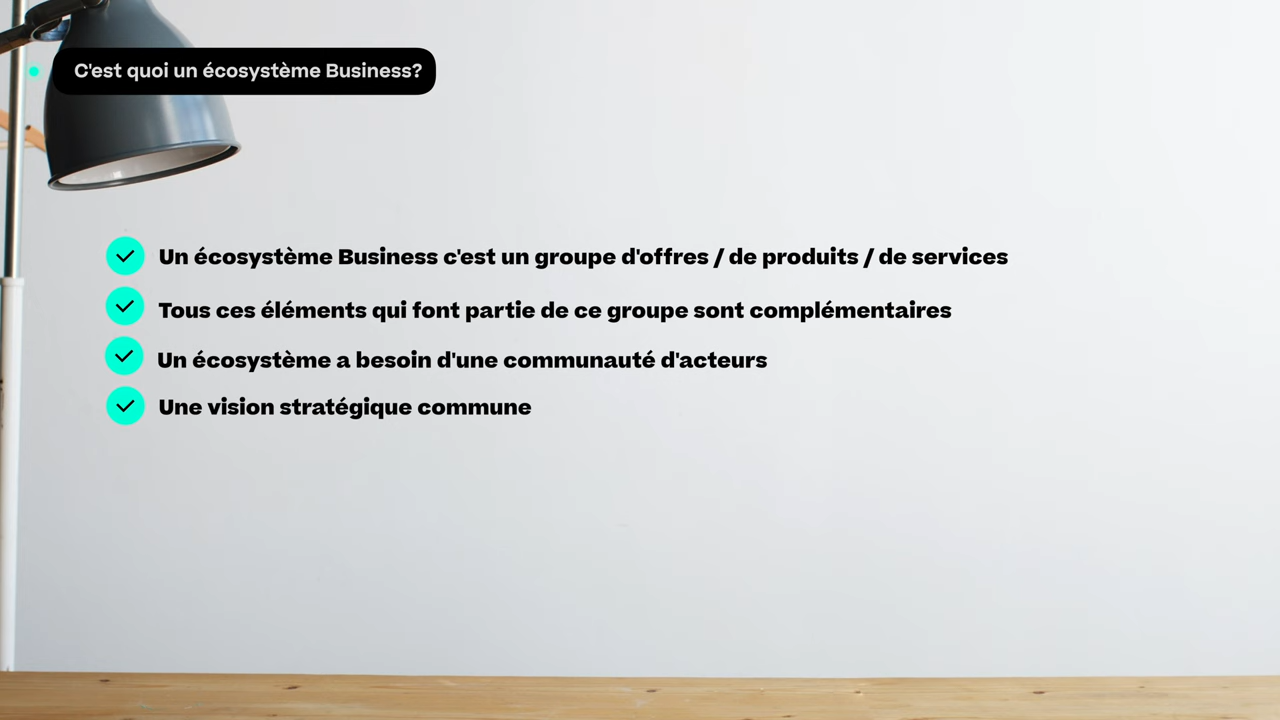 C'est quoi un écosystème Business?
Un écosystème Business c'est un groupe d'offres / de produits / de services
Tous ces éléments qui font partie de ce groupe sont complémentaires
Un écosystème a besoin d'une communauté d'acteurs
Une vision stratégique commune